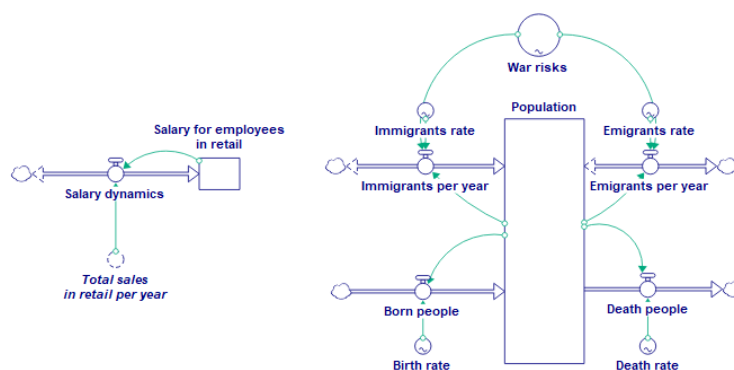 War risks
Population
Salary for employees
in retail
Immigrants rate
Emigrants rate
Salary dynamics
Immigrants per year
Emigrants per year
Total sales
in retail per year
Born people
Death people
Birth rate
Death rate